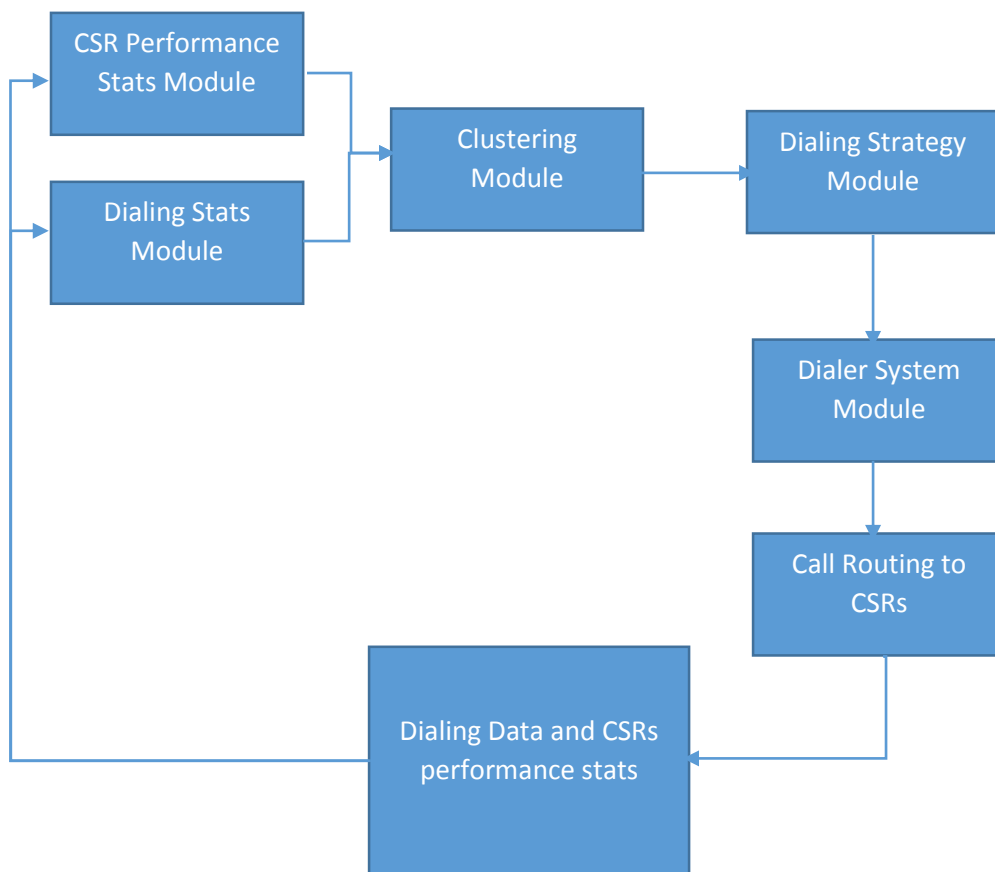 CSR Performance
Stats Module
Clustering
Module
Dialing Strategy
Module
Dialing Stats
Module
Dialer System
Module
Call Routing to
CSRs
Dialing Data and CSRs
performance stats